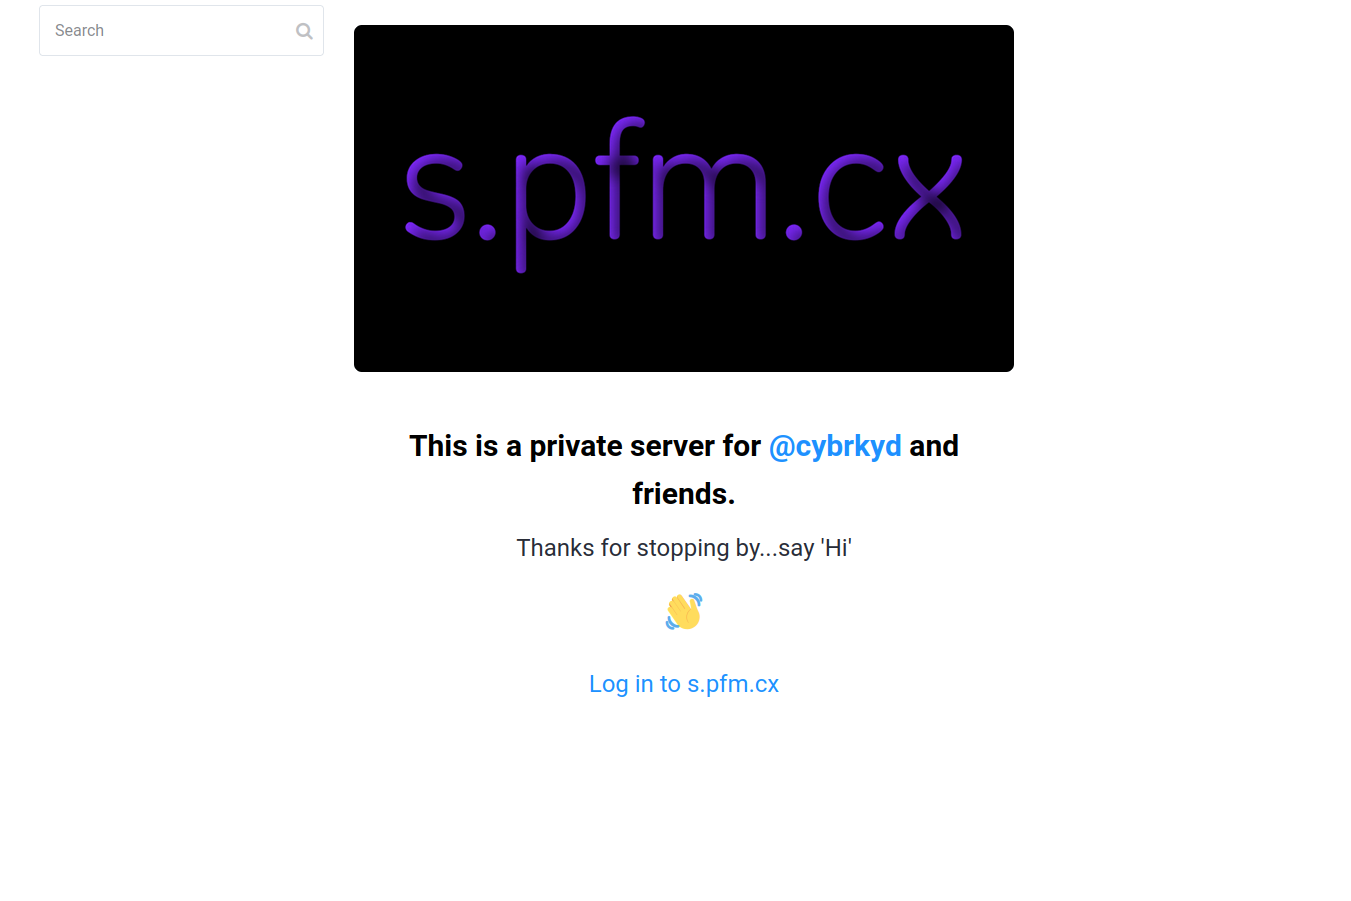 Search
s.pfm.cx
This is a private server for @cybrkyd and
friends.
Thanks for stopping by...say 'Hi'
Log in to s.pfm.cx